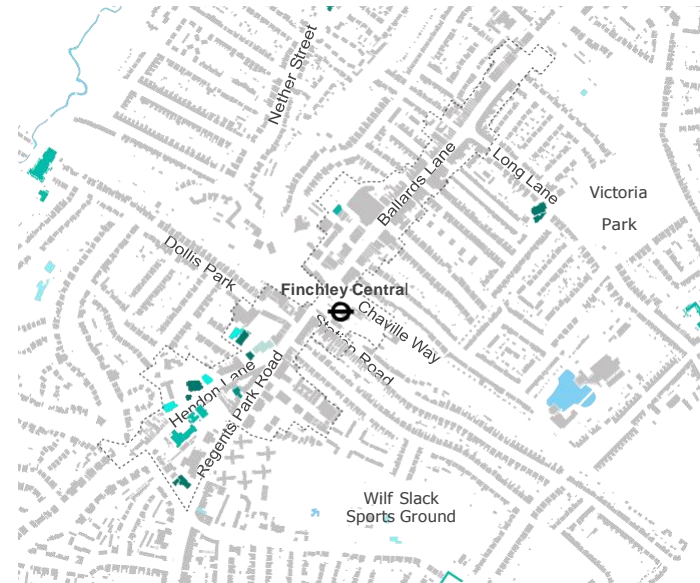 Nether Street
Ballards Lane
Long Lane
Victoria
Park
Dollis Park
Finchley Central
Chaville Way
Station Road
Hendon Lane
Regents Park Road
Wilf Slack
Sports Ground